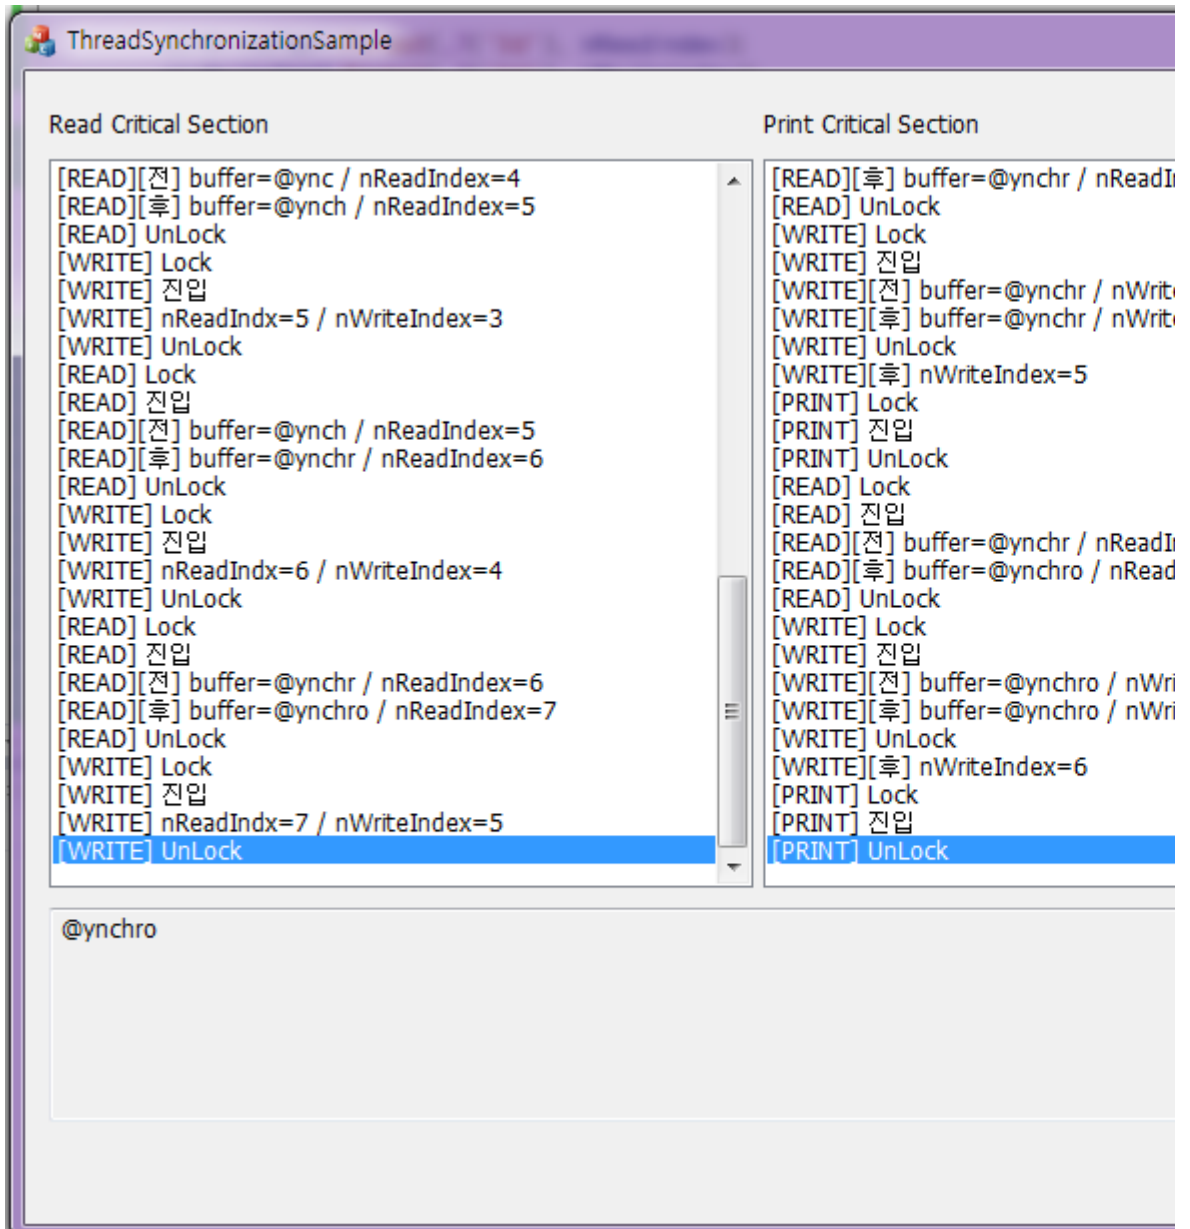 ThreadSynchronizationSample
Read Critical Section
[READ][전] buffer=@ync / nReadIndex=4
[READ][후] buffer=@ynch / nReadIndex=5
[READ] UnLock
[WRITE] Lock
[WRITE] 진입
[WRITE] nReadIndx=5 / nWriteIndex=3
[WRITE] UnLock
[READ] Lock
[READ] 진입
[READ][전] buffer=@ynch / nReadIndex=5
[READ][후] buffer=@ynchr / nReadIndex=6
[READ] UnLock
[WRITE] Lock
[WRITE] 진입
[WRITE] nReadIndx=6 / nWriteIndex=4
[WRITE] UnLock
[READ] Lock
[READ] 진입
[READ][전] buffer=@ynchr / nReadIndex=6
[READ][후] buffer=@ynchro / nReadIndex=7
[READ] UnLock
[WRITE] Lock
[WRITE] 진입
[WRITE] nReadIndx=7 / nWriteIndex=5
[WRITE] UnLock
Print Critical Section
[READ][후] buffer=@ynchr / nReadI
[READ] UnLock
[WRITE] Lock
[WRITE] 진입
[WRITE][전] buffer=@ynchr / nWrit
[WRITE][후] buffer=@ynchr / nWrit
[WRITE] UnLock
[WRITE][후] nWriteIndex=5
[PRINT] Lock
[PRINT] 진입
[PRINT] UnLock
[READ] Lock
[READ] 진입
[READ][전] buffer=@ynchr / nReadI
[READ][후] buffer=@ynchro / nRead
[READ] UnLock
[WRITE] Lock
[WRITE] 진입
[WRITE][전] buffer=@ynchro / nWri
[WRITE][후] buffer=@ynchro / nWri
[WRITE] UnLock
[WRITE][후] nWriteIndex=6
[PRINT] Lock
[PRINT] 진입
[PRINT] UnLock
@ynchro